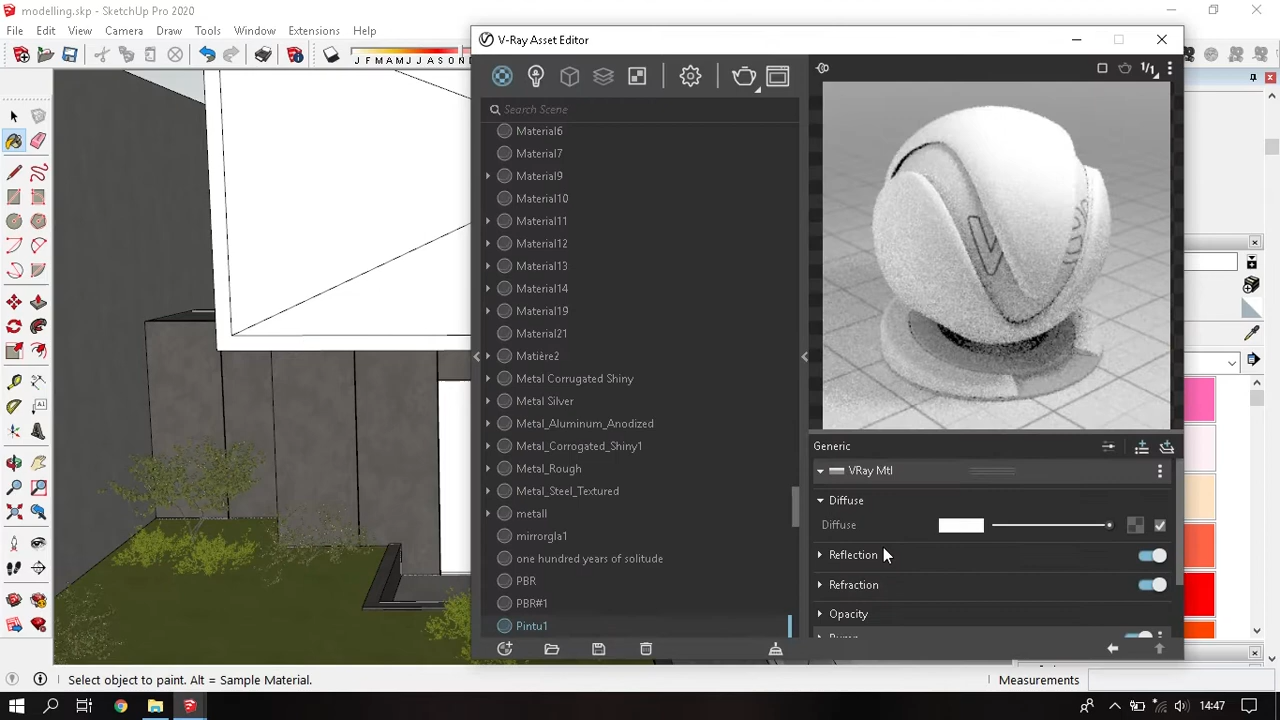 modelling.skp - SketchUp Pro 2020
File Edit View Camera Draw Tools Window Extensions Help
J F M A M J J A S O N D
V-Ray Asset Editor
Search Scene
1/1
Material6
Material7
Material9
Material10
Material11
Material12
Material13
Material14
Material19
Material21
Matière2
Metal Corrugated Shiny
Metal Silver
Metal_Aluminum_Anodized
Metal_Corrogated_Shiny1
Metal_Rough
Metal_Steel_Textured
metall
mirrorgla1
one hundred years of solitude
PBR
PBR#1
Pintu1
Generic
VRay Mtl
Diffuse
Diffuse
Reflection
Refraction
Opacity
Bump
Select object to paint. Alt = Sample Material.
Measurements
14:47